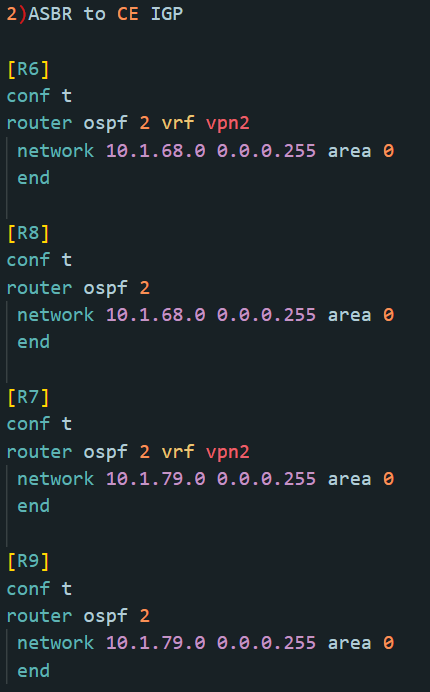 2)ASBR to CE IGP
[R6]
conf t
router ospf 2 vrf vpn2
network 10.1.68.0 0.0.0.255 area 0
end
[R8]
conf t
router ospf 2
network 10.1.68.0 0.0.0.255 area 0
end
[R7]
conf t
router ospf 2 vrf vpn2
network 10.1.79.0 0.0.0.255 area 0
end
[R9]
conf t
router ospf 2
network 10.1.79.0 0.0.0.255 area 0
end